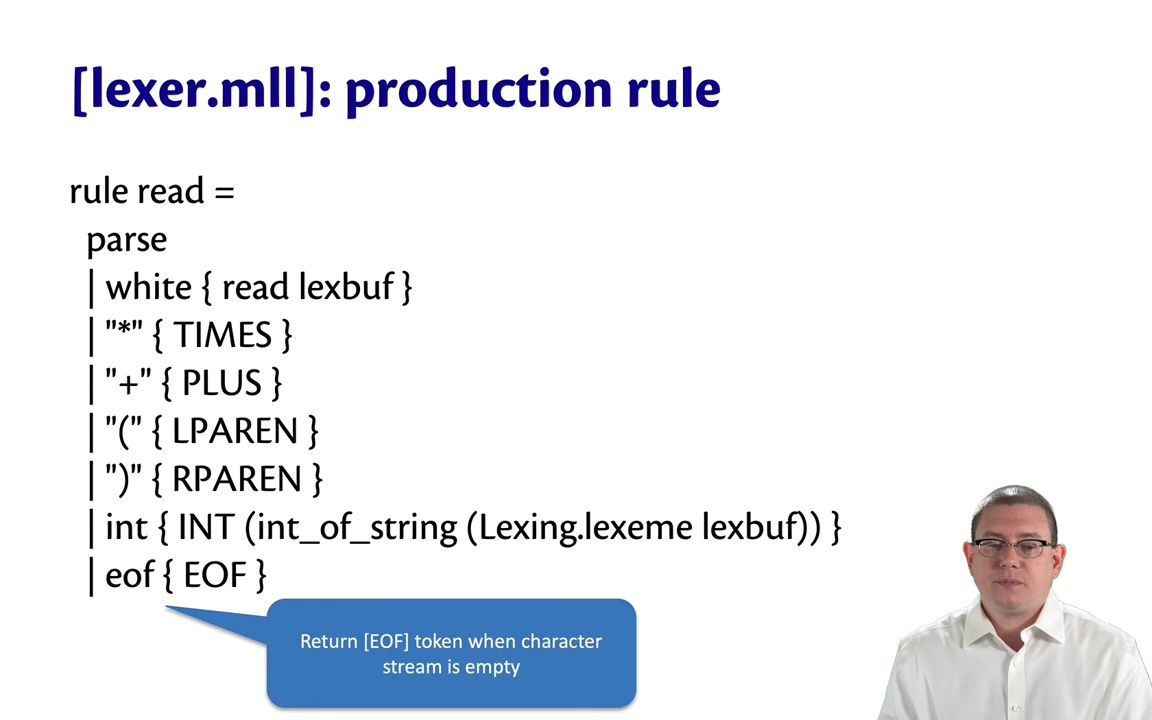 [lexer.mll]: production rule
rule read =
parse
| white { read lexbuf }
| "*" { TIMES }
| "+" { PLUS }
| "(" { LPAREN }
| ")" { RPAREN }
| int { INT (int_of_string (Lexing.lexeme lexbuf)) }
| eof { EOF }
Return [EOF] token when character
stream is empty